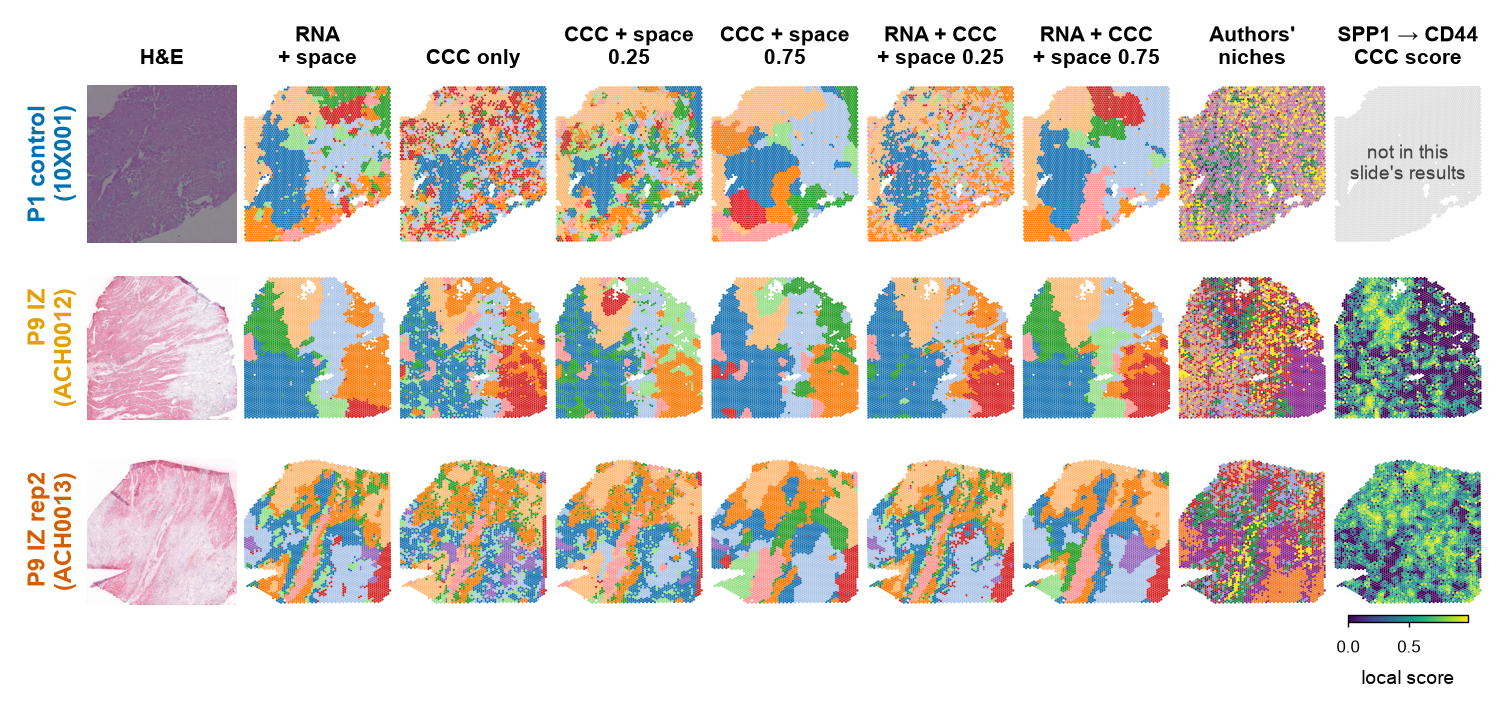 H&E
RNA
+ space
CCC only
CCC + space
0.25
CCC + space
0.75
RNA + CCC
+ space 0.25
RNA + CCC
+ space 0.75
Authors'
niches
SPP1 → CD44
CCC score
P1 control
(10X001)
not in this
slide's results
P9 IZ
(ACH0012)
P9 IZ rep2
(ACH0013)
0.0 0.5
local score